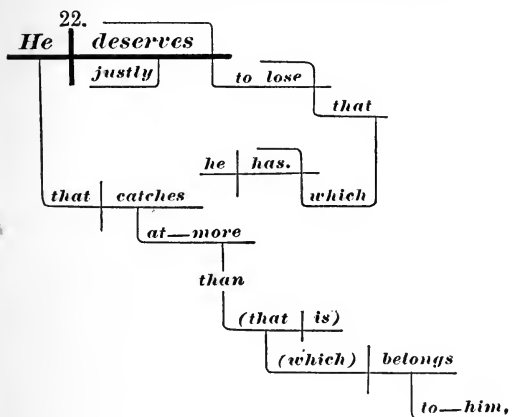 22.
He deserves
justly to lose
that
he has.
which
that catches
at—more
than
(that is)
(which) belongs
to—him,